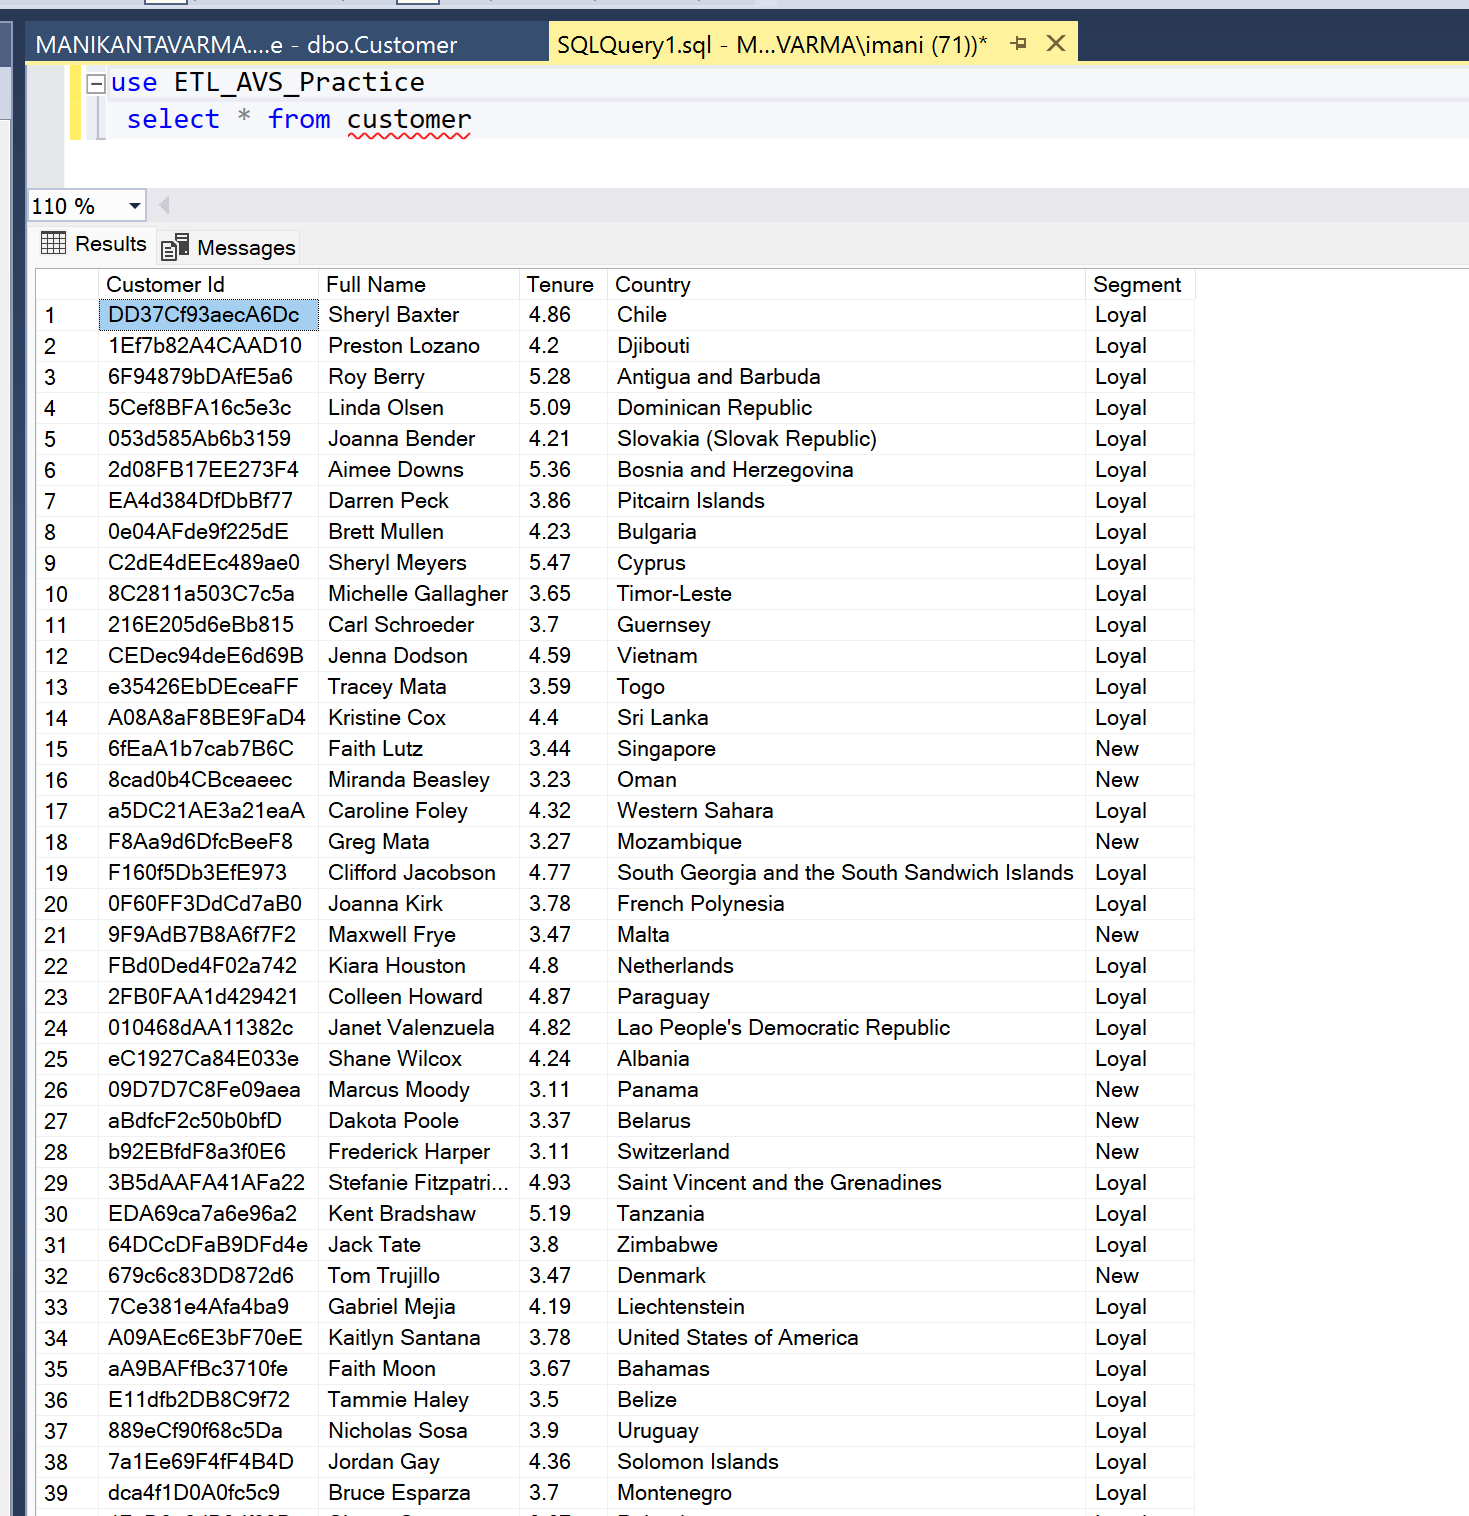 MANIKANTAVARMA....e - dbo.Customer SQLQuery1.sql - M...VARMA\imani (71))*
use ETL_AVS_Practice
select * from customer
110 %
Results Messages
Customer Id Full Name Tenure Country Segment
1 DD37Cf93aecA6Dc Sheryl Baxter 4.86 Chile Loyal
2 1Ef7b82A4CAAD10 Preston Lozano 4.2 Djibouti Loyal
3 6F94879bDAfE5a6 Roy Berry 5.28 Antigua and Barbuda Loyal
4 5Cef8BFA16c5e3c Linda Olsen 5.09 Dominican Republic Loyal
5 053d585Ab6b3159 Joanna Bender 4.21 Slovakia (Slovak Republic) Loyal
6 2d08FB17EE273F4 Aimee Downs 5.36 Bosnia and Herzegovina Loyal
7 EA4d384DfDbBf77 Darren Peck 3.86 Pitcairn Islands Loyal
8 0e04AFde9f225dE Brett Mullen 4.23 Bulgaria Loyal
9 C2dE4dEEc489ae0 Sheryl Meyers 5.47 Cyprus Loyal
10 8C2811a503C7c5a Michelle Gallagher 3.65 Timor-Leste Loyal
11 216E205d6eBb815 Carl Schroeder 3.7 Guernsey Loyal
12 CEDec94deE6d69B Jenna Dodson 4.59 Vietnam Loyal
13 e35426EbDEceaFF Tracey Mata 3.59 Togo Loyal
14 A08A8aF8BE9FaD4 Kristine Cox 4.4 Sri Lanka Loyal
15 6fEaA1b7cab7B6C Faith Lutz 3.44 Singapore New
16 8cad0b4CBceaeec Miranda Beasley 3.23 Oman New
17 a5DC21AE3a21eaA Caroline Foley 4.32 Western Sahara Loyal
18 F8Aa9d6DfcBeeF8 Greg Mata 3.27 Mozambique New
19 F160f5Db3EfE973 Clifford Jacobson 4.77 South Georgia and the South Sandwich Islands Loyal
20 0F60FF3DdCd7aB0 Joanna Kirk 3.78 French Polynesia Loyal
21 9F9AdB7B8A6f7F2 Maxwell Frye 3.47 Malta New
22 FBd0Ded4F02a742 Kiara Houston 4.8 Netherlands Loyal
23 2FB0FAA1d429421 Colleen Howard 4.87 Paraguay Loyal
24 010468dAA11382c Janet Valenzuela 4.82 Lao People's Democratic Republic Loyal
25 eC1927Ca84E033e Shane Wilcox 4.24 Albania Loyal
26 09D7D7C8Fe09aea Marcus Moody 3.11 Panama New
27 aBdfcF2c50b0bfD Dakota Poole 3.37 Belarus New
28 b92EBfdF8a3f0E6 Frederick Harper 3.11 Switzerland New
29 3B5dAAFA41AFa22 Stefanie Fitzpatri... 4.93 Saint Vincent and the Grenadines Loyal
30 EDA69ca7a6e96a2 Kent Bradshaw 5.19 Tanzania Loyal
31 64DCcDFaB9DFd4e Jack Tate 3.8 Zimbabwe Loyal
32 679c6c83DD872d6 Tom Trujillo 3.47 Denmark New
33 7Ce381e4Afa4ba9 Gabriel Mejia 4.19 Liechtenstein Loyal
34 A09AEc6E3bF70eE Kaitlyn Santana 3.78 United States of America Loyal
35 aA9BAFfBc3710fe Faith Moon 3.67 Bahamas Loyal
36 E11dfb2DB8C9f72 Tammie Haley 3.5 Belize Loyal
37 889eCf90f68c5Da Nicholas Sosa 3.9 Uruguay Loyal
38 7a1Ee69F4fF4B4D Jordan Gay 4.36 Solomon Islands Loyal
39 dca4f1D0A0fc5c9 Bruce Esparza 3.7 Montenegro Loyal